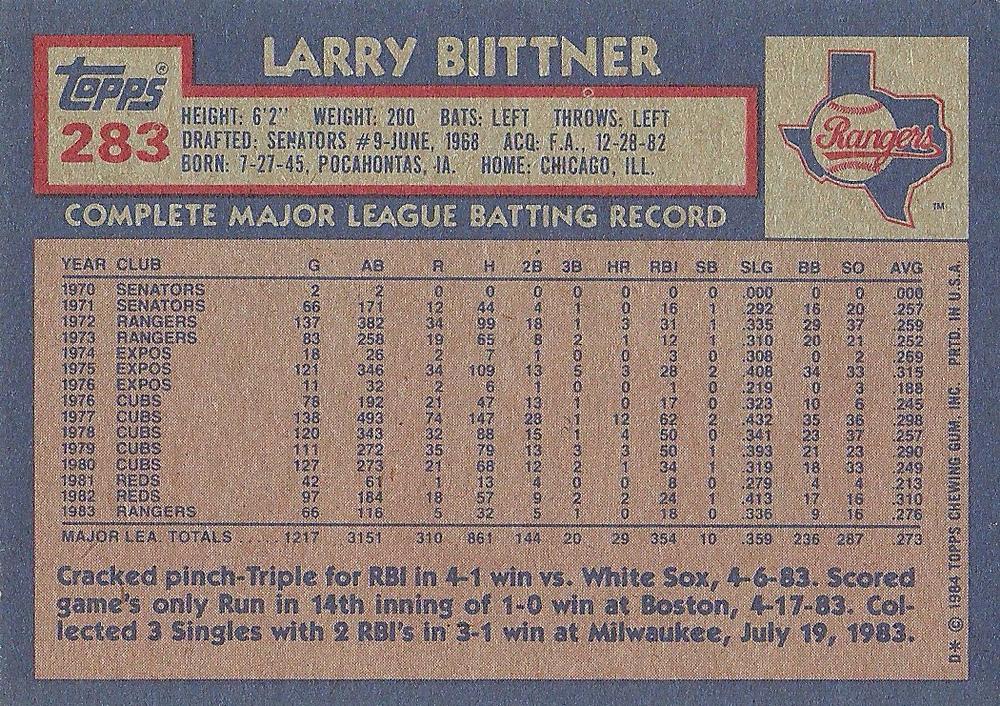 LARRY BIITTNER
TOPPS®
283
HEIGHT: 6'2" WEIGHT: 200 BATS: LEFT THROWS: LEFT
DRAFTED: SENATORS #9-JUNE, 1968 ACQ: F.A., 12-28-82
BORN: 7-27-45, POCAHONTAS, IA. HOME: CHICAGO, ILL.
Rangers
TM
COMPLETE MAJOR LEAGUE BATTING RECORD
YEAR CLUB G AB R H 2B 3B HR RBI SB SLG BB SO AVG
1970 SENATORS 2 2 0 0 0 0 0 0 0 .000 0 0 .000
1971 SENATORS 66 171 12 44 4 1 0 16 1 .292 16 20 .257
1972 RANGERS 137 382 34 99 18 1 3 31 1 .335 29 37 .259
1973 RANGERS 83 258 19 65 8 2 1 12 1 .310 20 21 .252
1974 EXPOS 18 26 2 7 1 0 0 3 0 .308 0 2 .269
1975 EXPOS 121 346 34 109 13 5 3 28 2 .408 34 33 .315
1976 EXPOS 11 32 2 6 1 0 0 1 0 .219 0 3 .188
1976 CUBS 78 192 21 47 13 1 0 17 0 .323 10 6 .245
1977 CUBS 138 493 74 147 28 1 12 62 2 .432 35 36 .298
1978 CUBS 120 343 32 88 15 1 4 50 0 .341 23 37 .257
1979 CUBS 111 272 35 79 13 3 3 50 1 .393 21 23 .290
1980 CUBS 127 273 21 68 12 2 1 34 1 .319 18 33 .249
1981 REDS 42 61 1 13 4 0 0 8 0 .279 4 4 .213
1982 REDS 97 184 18 57 9 2 2 24 1 .413 17 16 .310
1983 RANGERS 66 116 5 32 5 1 0 18 0 .336 9 16 .276
MAJOR LEA. TOTALS ..... 1217 3151 310 861 144 20 29 354 10 .359 236 287 .273
Cracked pinch-Triple for RBI in 4-1 win vs. White Sox, 4-6-83. Scored
game's only Run in 14th inning of 1-0 win at Boston, 4-17-83. Col-
lected 3 Singles with 2 RBI's in 3-1 win at Milwaukee, July 19, 1983.
D* © 1984 TOPPS CHEWING GUM, INC. PRTD. IN U.S.A.